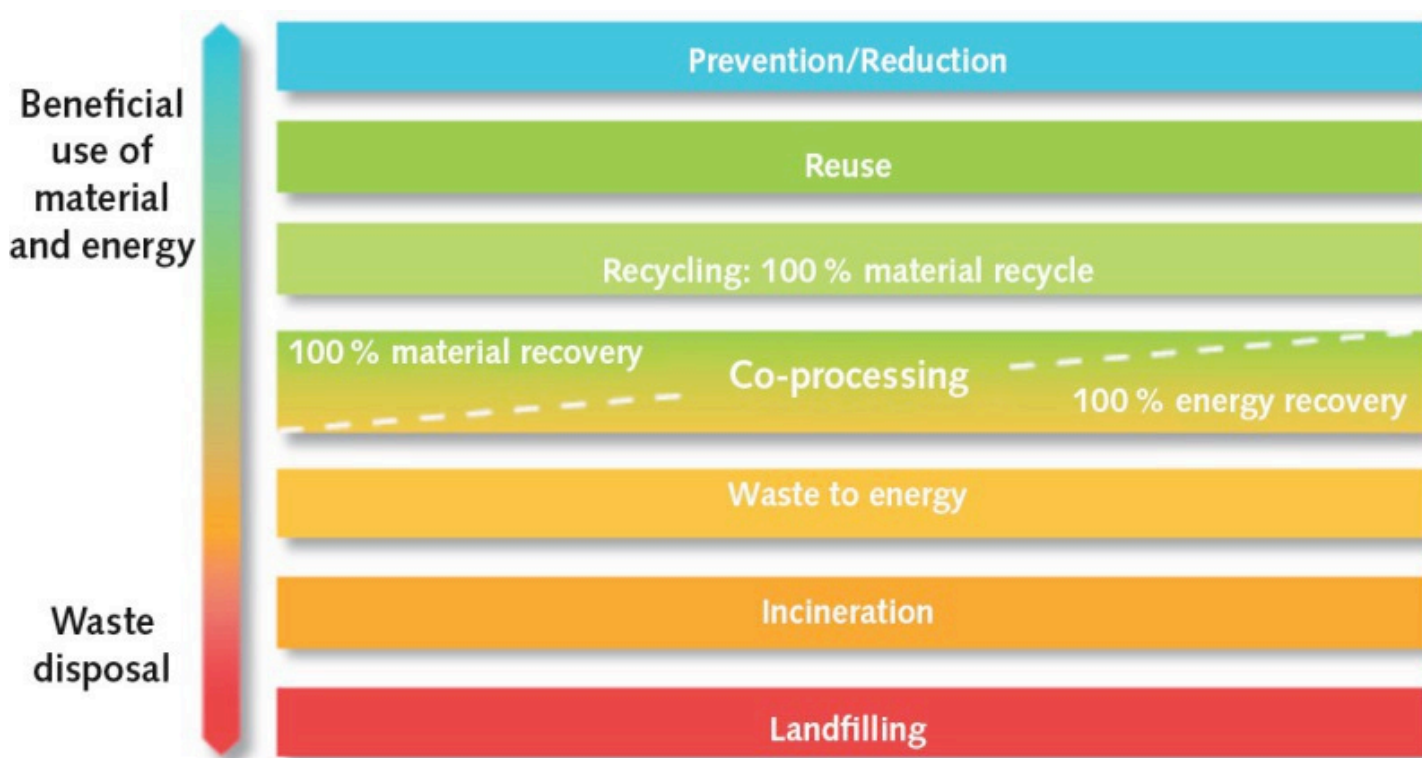 Beneficial
use of
material
and energy
Waste
disposal
Prevention/Reduction
Reuse
Recycling: 100 % material recycle
100 % material recovery
Co-processing
100 % energy recovery
Waste to energy
Incineration
Landfilling